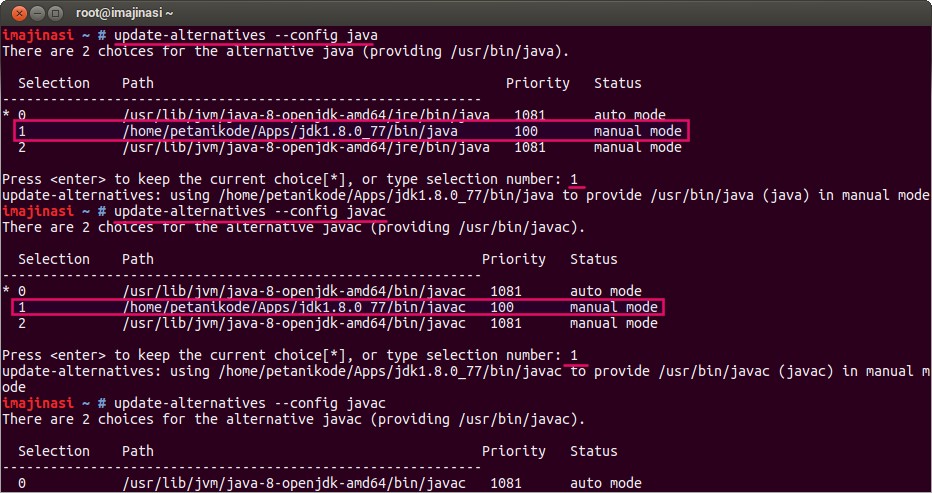 root@imajinasi ~
imajinasi ~ # update-alternatives --config java
There are 2 choices for the alternative java (providing /usr/bin/java).
Selection    Path                                            Priority   Status
------------------------------------------------------------
* 0            /usr/lib/jvm/java-8-openjdk-amd64/jre/bin/java   1081      auto mode
1            /home/petanikode/Apps/jdk1.8.0_77/bin/java       100       manual mode
2            /usr/lib/jvm/java-8-openjdk-amd64/jre/bin/java   1081      manual mode
Press <enter> to keep the current choice[*], or type selection number: 1
update-alternatives: using /home/petanikode/Apps/jdk1.8.0_77/bin/java to provide /usr/bin/java (java) in manual mode
imajinasi ~ # update-alternatives --config javac
There are 2 choices for the alternative javac (providing /usr/bin/javac).
Selection    Path                                         Priority   Status
------------------------------------------------------------
* 0            /usr/lib/jvm/java-8-openjdk-amd64/bin/javac   1081      auto mode
1            /home/petanikode/Apps/jdk1.8.0_77/bin/javac   100       manual mode
2            /usr/lib/jvm/java-8-openjdk-amd64/bin/javac   1081      manual mode
Press <enter> to keep the current choice[*], or type selection number: 1
update-alternatives: using /home/petanikode/Apps/jdk1.8.0_77/bin/javac to provide /usr/bin/javac (javac) in manual m
ode
imajinasi ~ # update-alternatives --config javac
There are 2 choices for the alternative javac (providing /usr/bin/javac).
Selection    Path                                         Priority   Status
------------------------------------------------------------
0            /usr/lib/jvm/java-8-openjdk-amd64/bin/javac   1081      auto mode